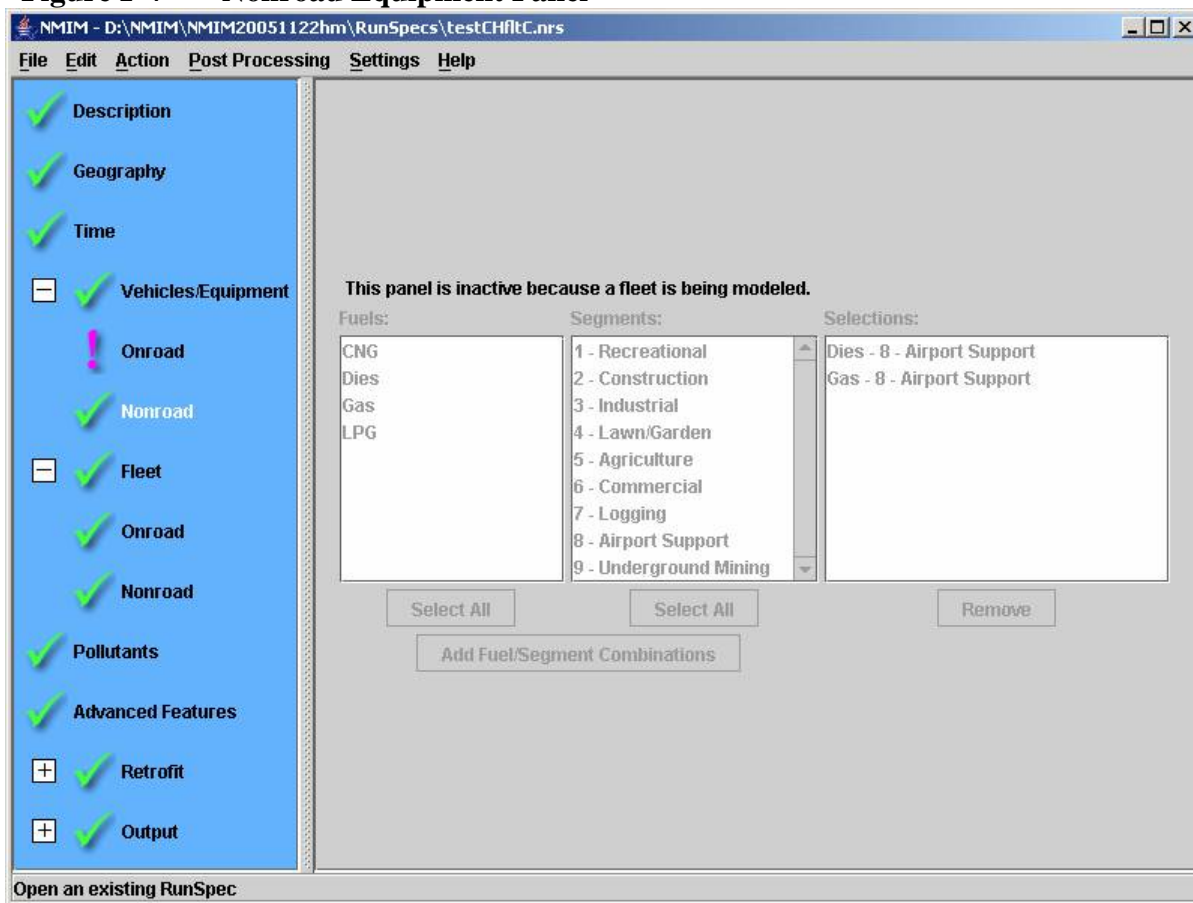 NMIM - D:\NMIM\NMIM20051122hm\RunSpecs\testCHfltC.nrs
File Edit Action Post Processing Settings Help
Description
Geography
Time
Vehicles/Equipment
Onroad
Nonroad
Fleet
Onroad
Nonroad
Pollutants
Advanced Features
Retrofit
Output
This panel is inactive because a fleet is being modeled.
Fuels: Segments: Selections:
CNG 1 - Recreational Dies - 8 - Airport Support
Dies 2 - Construction Gas - 8 - Airport Support
Gas 3 - Industrial
LPG 4 - Lawn/Garden
5 - Agriculture
6 - Commercial
7 - Logging
8 - Airport Support
9 - Underground Mining
Select All Select All Remove
Add Fuel/Segment Combinations
Open an existing RunSpec